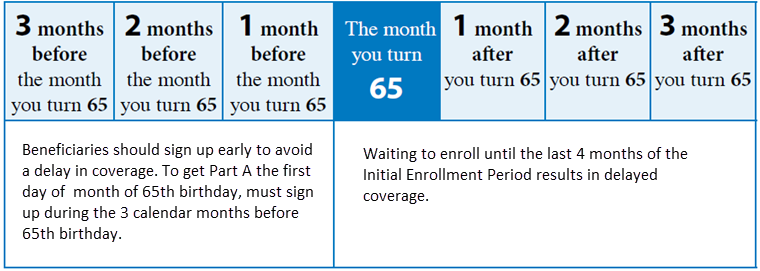 3 months
before
the month
you turn 65
2 months
before
the month
you turn 65
1 month
before
the month
you turn 65
The month
you turn
65
1 month
after
you turn 65
2 months
after
you turn 65
3 months
after
you turn 65
Beneficiaries should sign up early to avoid
a delay in coverage. To get Part A the first
day of month of 65th birthday, must sign
up during the 3 calendar months before
65th birthday.
Waiting to enroll until the last 4 months of the
Initial Enrollment Period results in delayed
coverage.